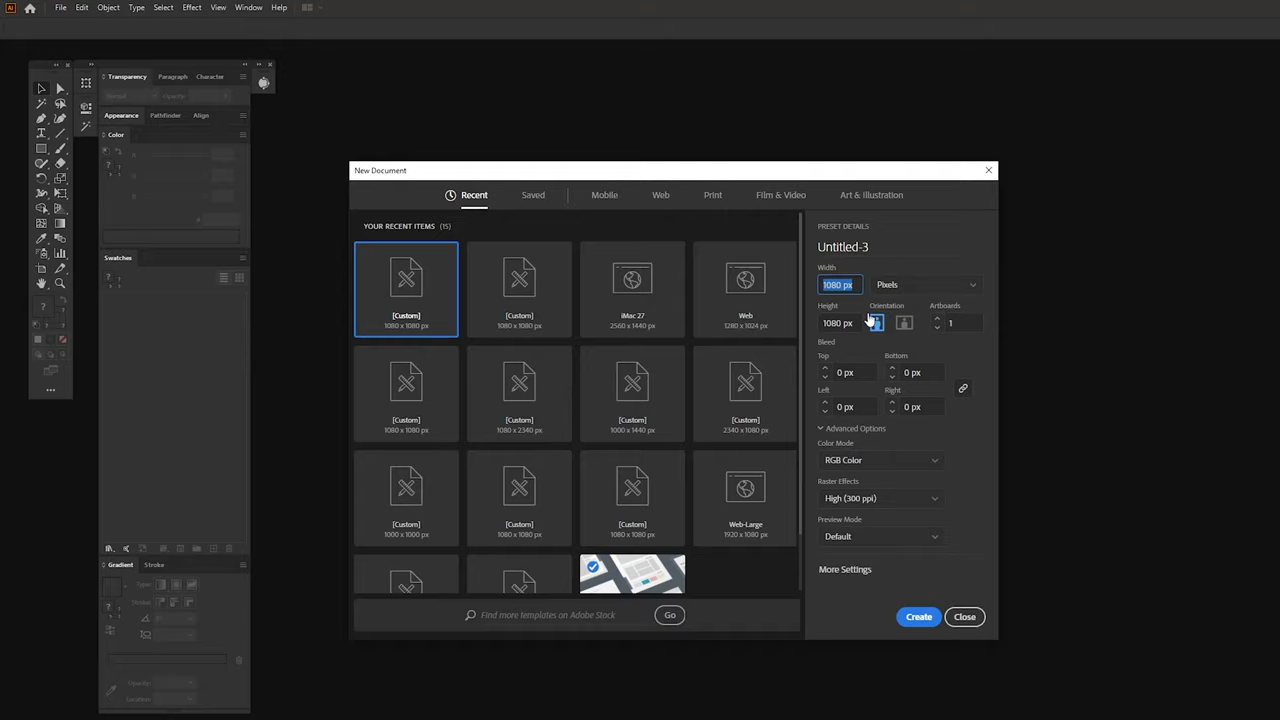 Ai
File Edit Object Type Select Effect View Window Help
Transparency Paragraph Character
Normal Opacity:
Appearance Pathfinder Align
Color
Swatches
Gradient Stroke
Type:
Stroke:
Opacity:
Location:
New Document
Recent Saved Mobile Web Print Film & Video Art & Illustration
YOUR RECENT ITEMS (15)
[Custom] [Custom] iMac 27 Web
1080 x 1080 px 1080 x 1080 px 2560 x 1440 px 1280 x 1024 px
[Custom] [Custom] [Custom] [Custom]
1080 x 1080 px 1080 x 2340 px 1000 x 1440 px 2340 x 1080 px
[Custom] [Custom] [Custom] Web-Large
1000 x 1000 px 1080 x 1080 px 1080 x 1080 px 1920 x 1080 px
Find more templates on Adobe Stock Go
PRESET DETAILS
Untitled-3
Width
1080 px Pixels
Height Orientation Artboards
1080 px 1
Bleed
Top Bottom
0 px 0 px
Left Right
0 px 0 px
Advanced Options
Color Mode
RGB Color
Raster Effects
High (300 ppi)
Preview Mode
Default
More Settings
Create Close